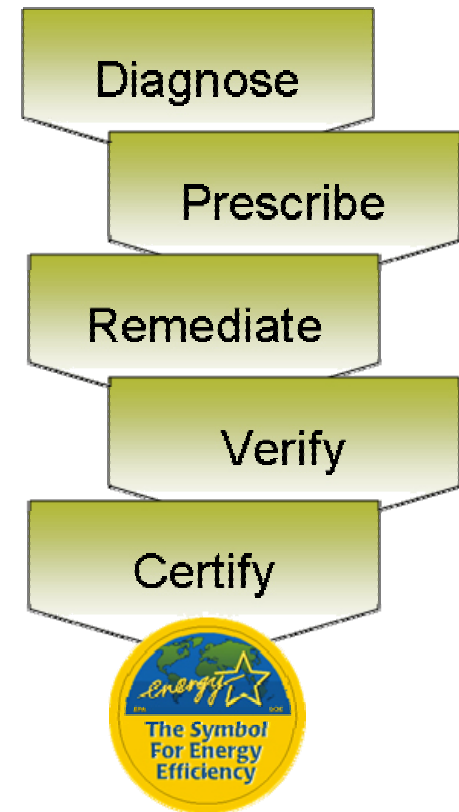 Diagnose
Prescribe
Remediate
Verify
Certify
energy
EPA DOE
The Symbol
For Energy
Efficiency